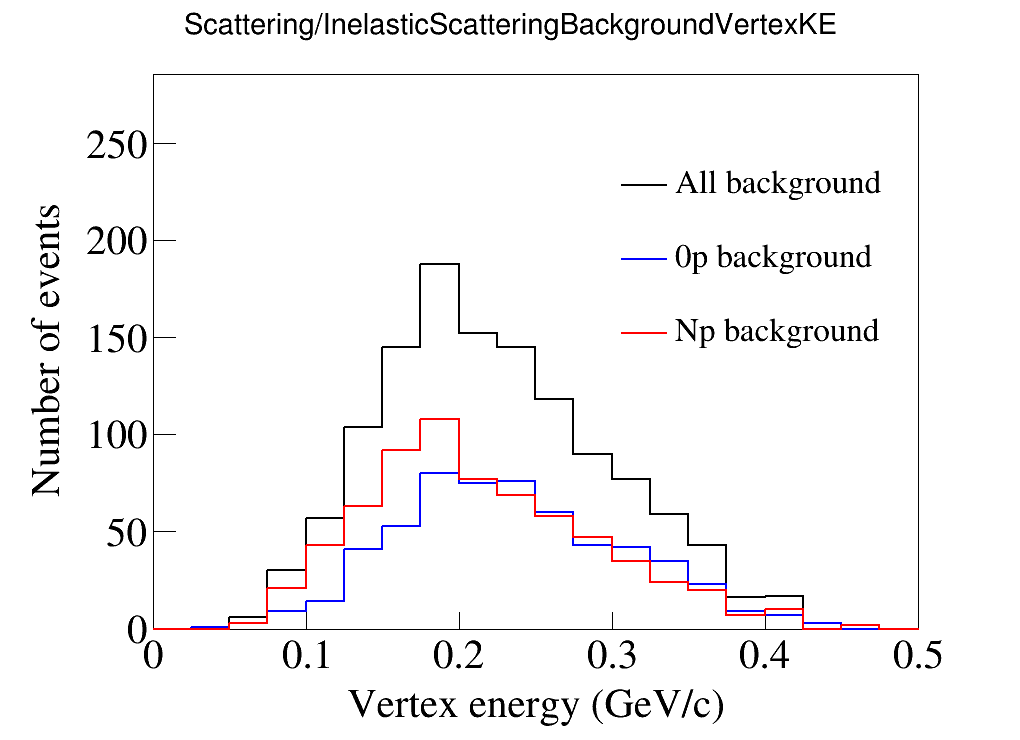 Scattering/InelasticScatteringBackgroundVertexKE
250
200
150
100
50
0
Number of events
All background
0p background
Np background
0 0.1 0.2 0.3 0.4 0.5
Vertex energy (GeV/c)